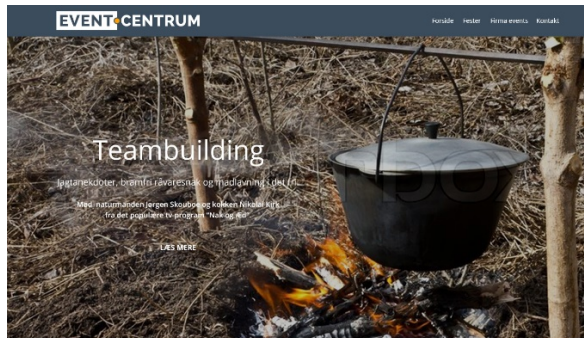 EVENT CENTRUM
Forside Fester Firma events Kontakt
Teambuilding
Jagtanekdoter, bramfri råvaresnak og madlavning i det fri.
Mød naturmanden Jørgen Skouboe og kokken Nikolaj Kirk
fra det populære tv-program "Nak og æd"
LÆS MERE